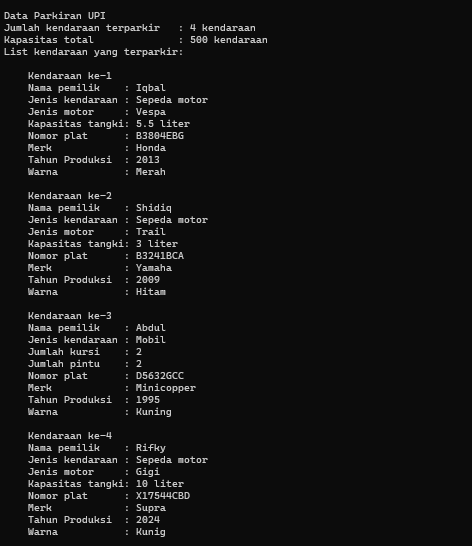 Data Parkiran UPI
Jumlah kendaraan terparkir   : 4 kendaraan
Kapasitas total              : 500 kendaraan
List kendaraan yang terparkir:

    Kendaraan ke-1
    Nama pemilik    : Iqbal
    Jenis kendaraan : Sepeda motor
    Jenis motor     : Vespa
    Kapasitas tangki: 5.5 liter
    Nomor plat      : B3804EBG
    Merk            : Honda
    Tahun Produksi  : 2013
    Warna           : Merah

    Kendaraan ke-2
    Nama pemilik    : Shidiq
    Jenis kendaraan : Sepeda motor
    Jenis motor     : Trail
    Kapasitas tangki: 3 liter
    Nomor plat      : B3241BCA
    Merk            : Yamaha
    Tahun Produksi  : 2009
    Warna           : Hitam

    Kendaraan ke-3
    Nama pemilik    : Abdul
    Jenis kendaraan : Mobil
    Jumlah kursi    : 2
    Jumlah pintu    : 2
    Nomor plat      : D5632GCC
    Merk            : Minicopper
    Tahun Produksi  : 1995
    Warna           : Kuning

    Kendaraan ke-4
    Nama pemilik    : Rifky
    Jenis kendaraan : Sepeda motor
    Jenis motor     : Gigi
    Kapasitas tangki: 10 liter
    Nomor plat      : X17544CBD
    Merk            : Supra
    Tahun Produksi  : 2024
    Warna           : Kunig